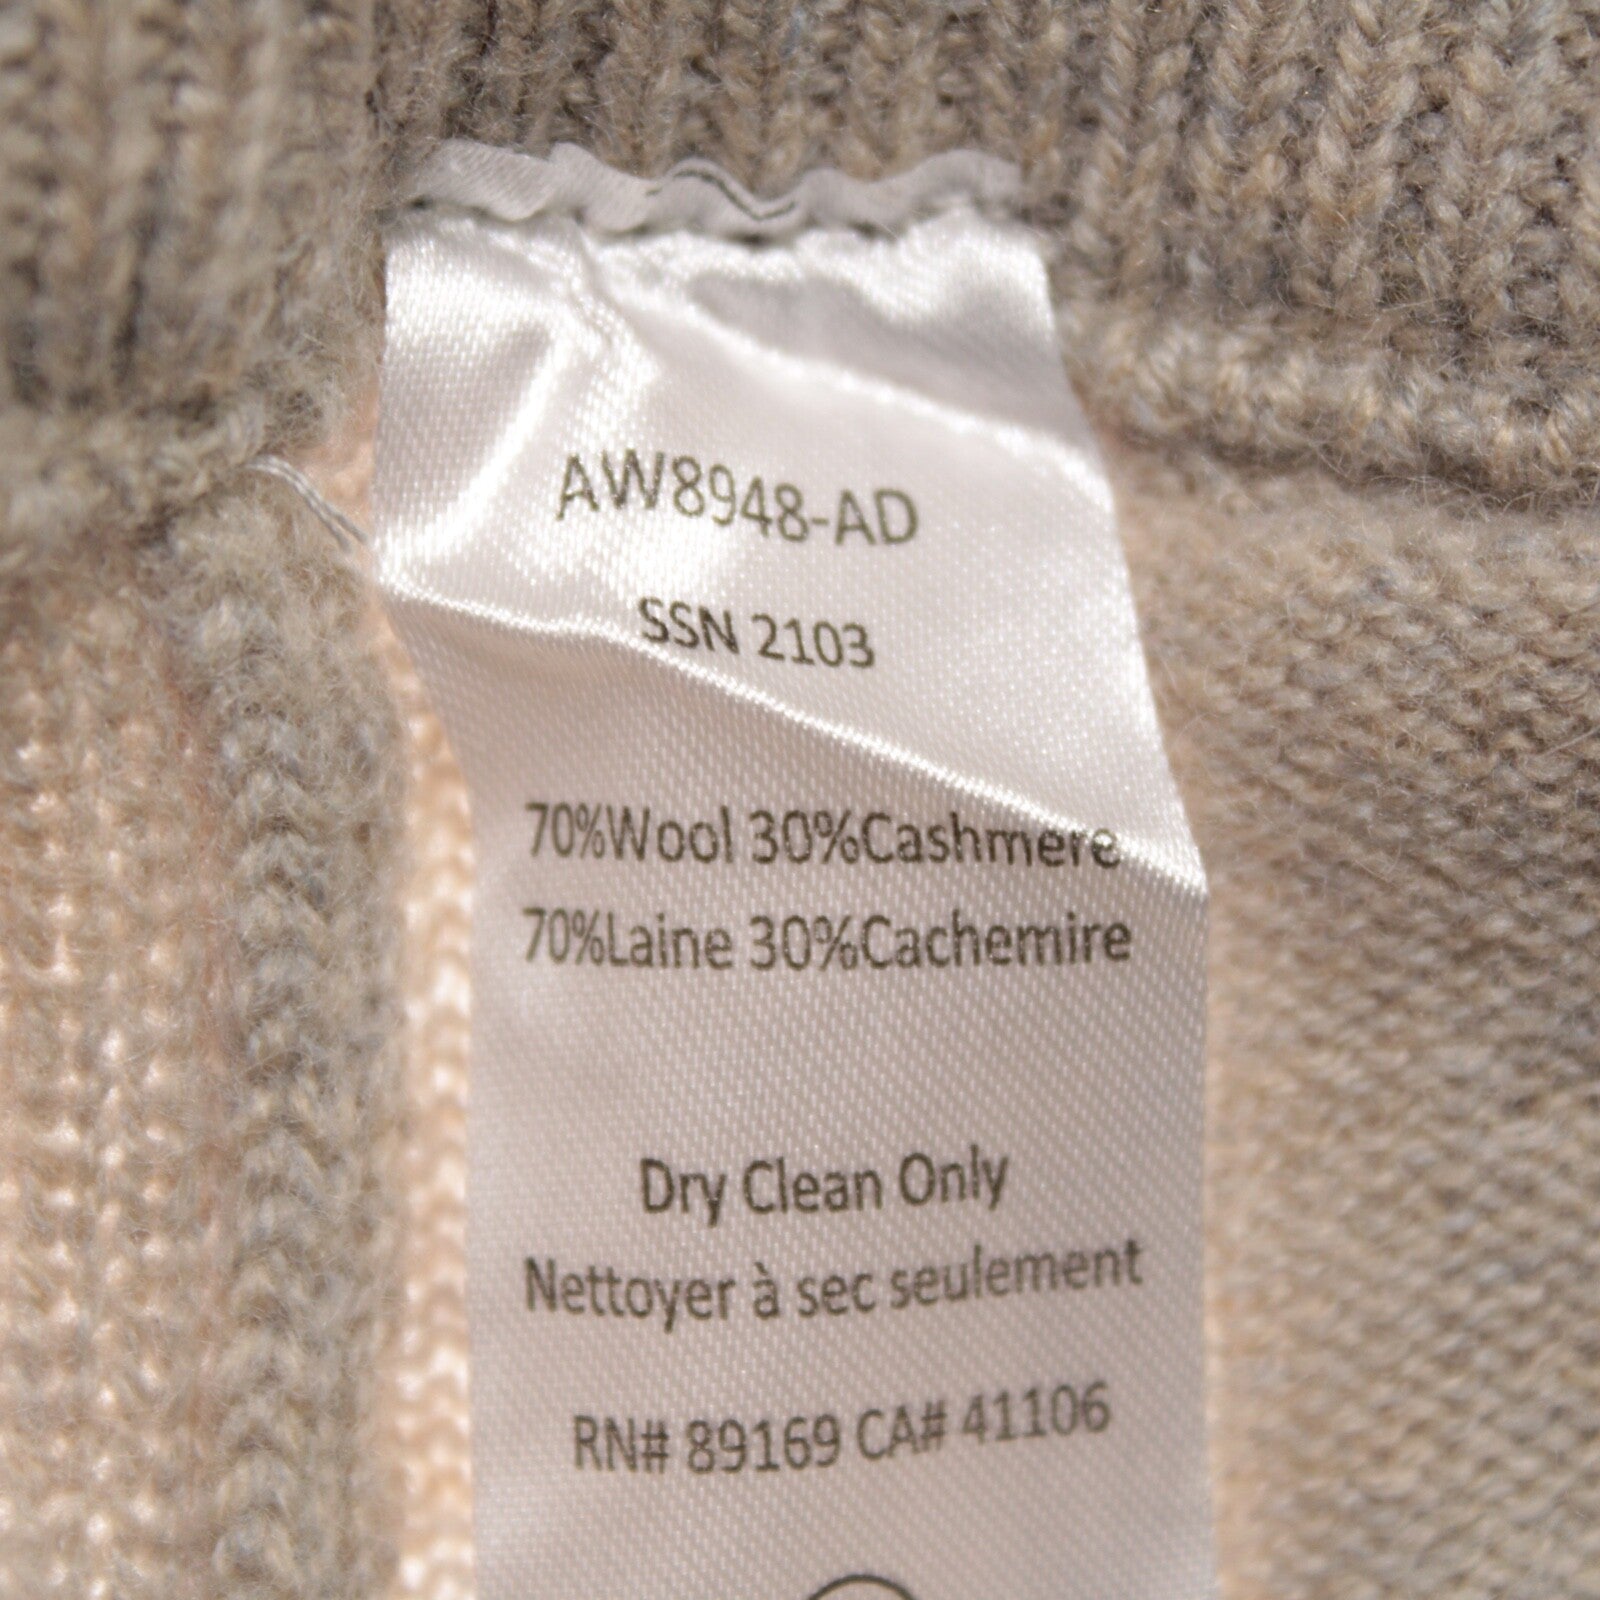 AW8948-AD
SSN 2103
70%Wool 30%Cashmere
70%Laine 30%Cachemire
Dry Clean Only
Nettoyer à sec seulement
RN# 89169 CA# 41106